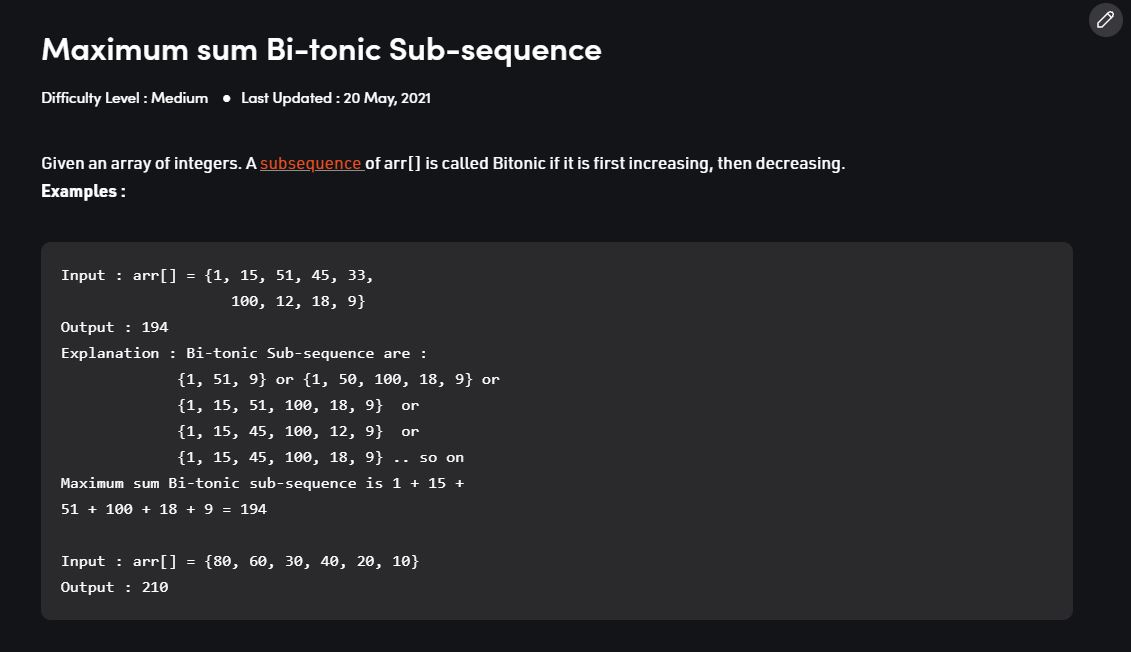 Maximum sum Bi-tonic Sub-sequence
Difficulty Level : Medium ● Last Updated : 20 May, 2021
Given an array of integers. A subsequence of arr[] is called Bitonic if it is first increasing, then decreasing.
Examples :
Input : arr[] = {1, 15, 51, 45, 33,
100, 12, 18, 9}
Output : 194
Explanation : Bi-tonic Sub-sequence are :
{1, 51, 9} or {1, 50, 100, 18, 9} or
{1, 15, 51, 100, 18, 9} or
{1, 15, 45, 100, 12, 9} or
{1, 15, 45, 100, 18, 9} .. so on
Maximum sum Bi-tonic sub-sequence is 1 + 15 +
51 + 100 + 18 + 9 = 194
Input : arr[] = {80, 60, 30, 40, 20, 10}
Output : 210